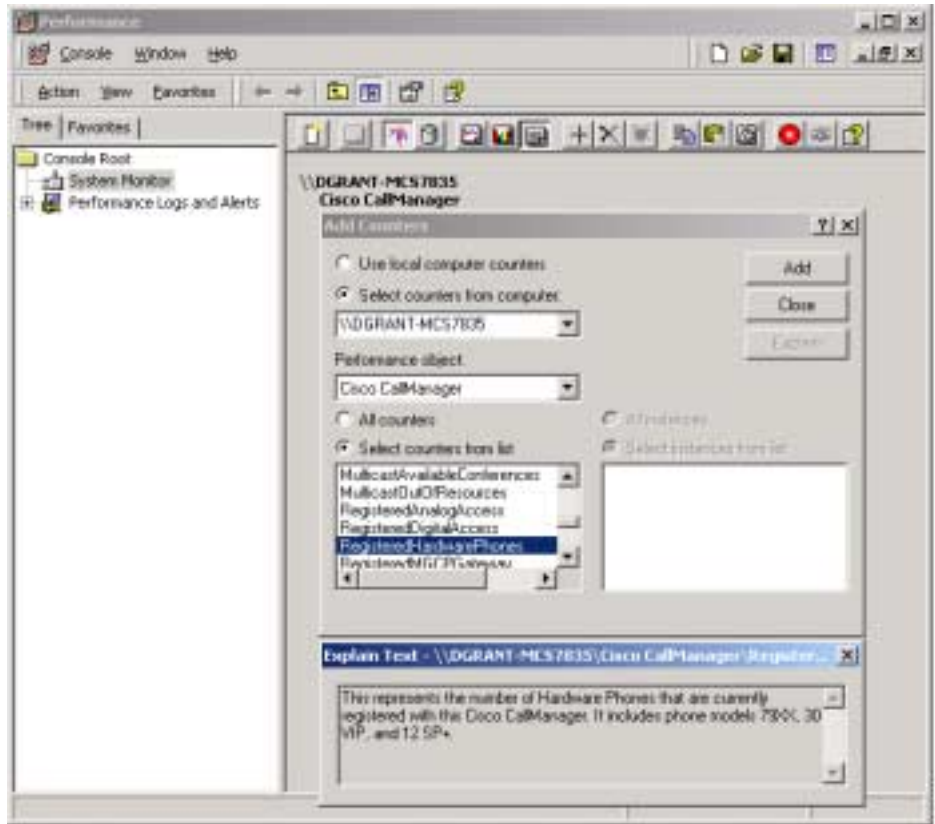 Performance
Console Window Help
Action View Favorites
Tree Favorites
Console Root
System Monitor
Performance Logs and Alerts
\\DGRANT-MCS7835
Cisco CallManager
Add Counters
Use local computer counters
Select counters from computer:
\\DGRANT-MCS7835
Performance object:
Cisco CallManager
All counters
Select counters from list
MulticastAvailableConferences
MulticastOutOfResources
RegisteredAnalogAccess
RegisteredDigitalAccess
RegisteredHardwarePhones
RegisteredMGCPGateway
Add
Close
Explain
All instances
Select instances from list:
Explain Text - \\DGRANT-MCS7835\Cisco CallManager\Register...
This represents the number of Hardware Phones that are currently
registered with this Cisco CallManager. It includes phone models 79XX, 30
VIP, and 12 SP+.